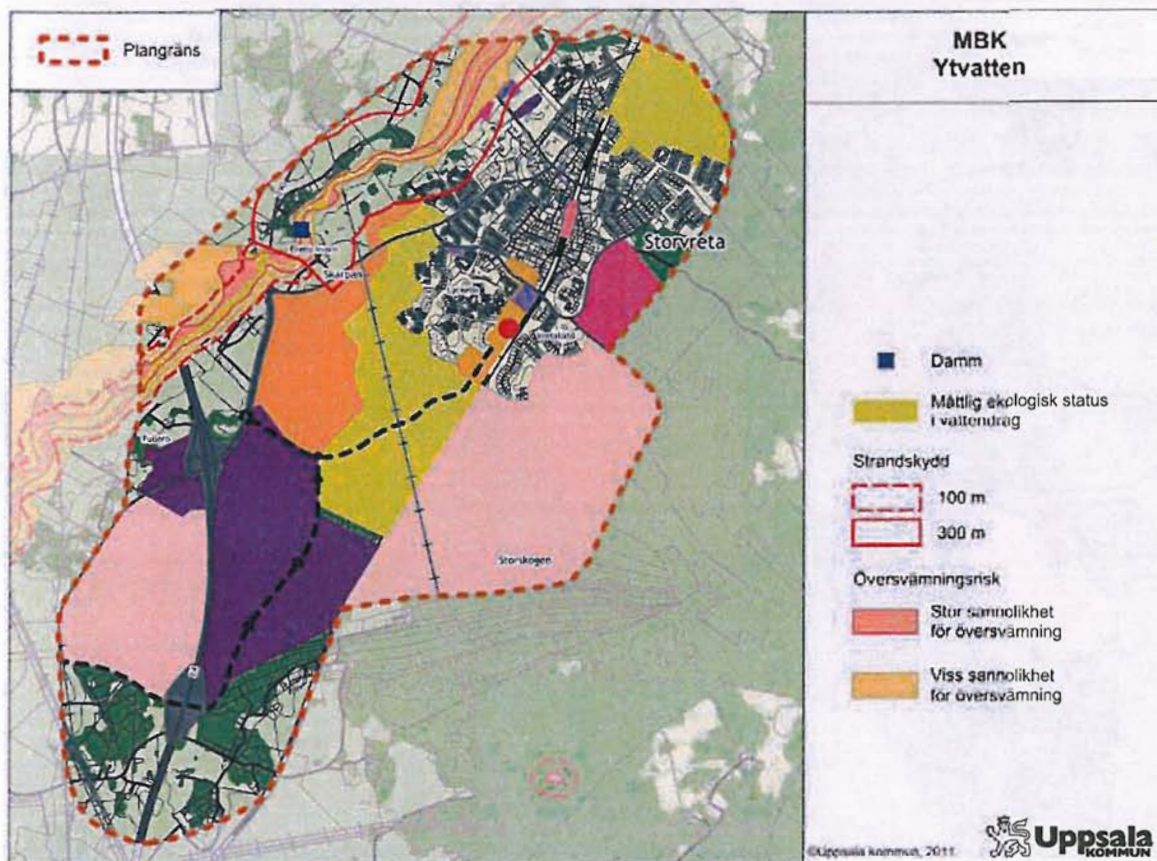 Plangräns
MBK
Ytvatten
Storvreta
Skärpan
Fullerö
Storskogen
Damm
Måttlig ekologisk status
i vattendrag
Strandskydd
100 m
300 m
Översvämningsrisk
Stor sannolikhet
för översvämning
Viss sannolikhet
för översvämning
©Uppsala kommun, 2011
Uppsala
KOMMUN